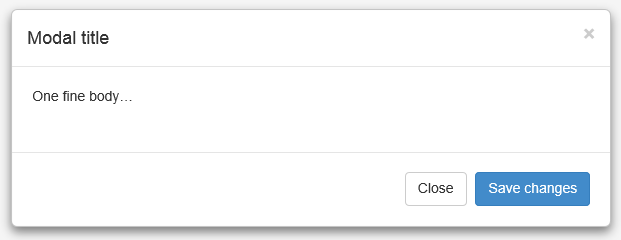 Modal title
×
One fine body…
Close
Save changes